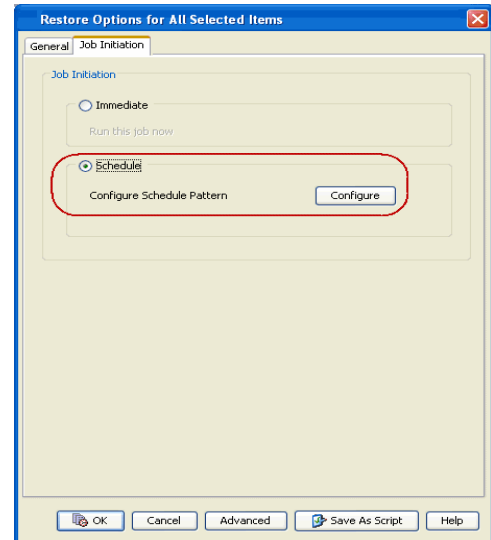 Restore Options for All Selected Items
General Job Initiation
Job Initiation
Immediate
Run this job now
Schedule
Configure Schedule Pattern Configure
OK Cancel Advanced Save As Script Help